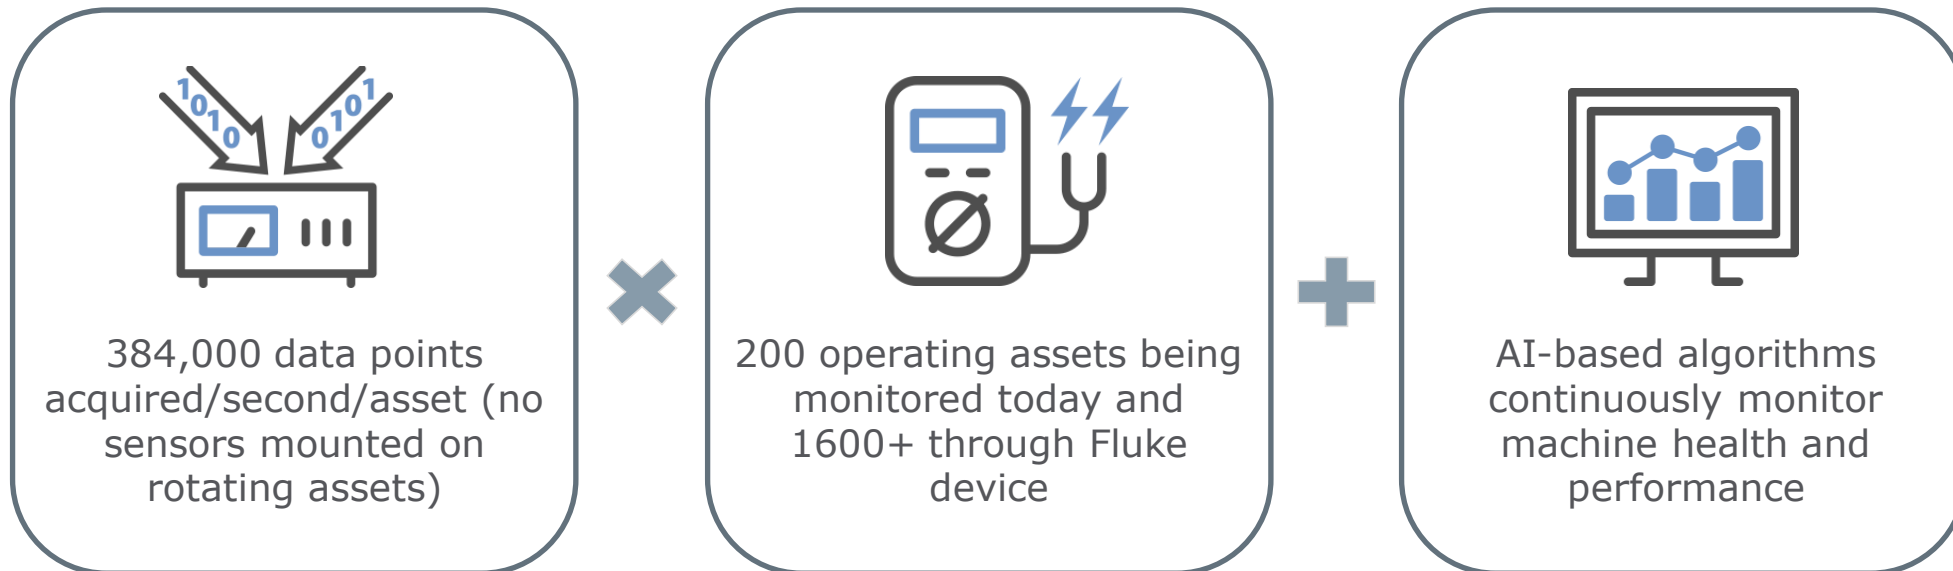 1010
0101
384,000 data points
acquired/second/asset (no
sensors mounted on
rotating assets)
200 operating assets being
monitored today and
1600+ through Fluke
device
AI-based algorithms
continuously monitor
machine health and
performance